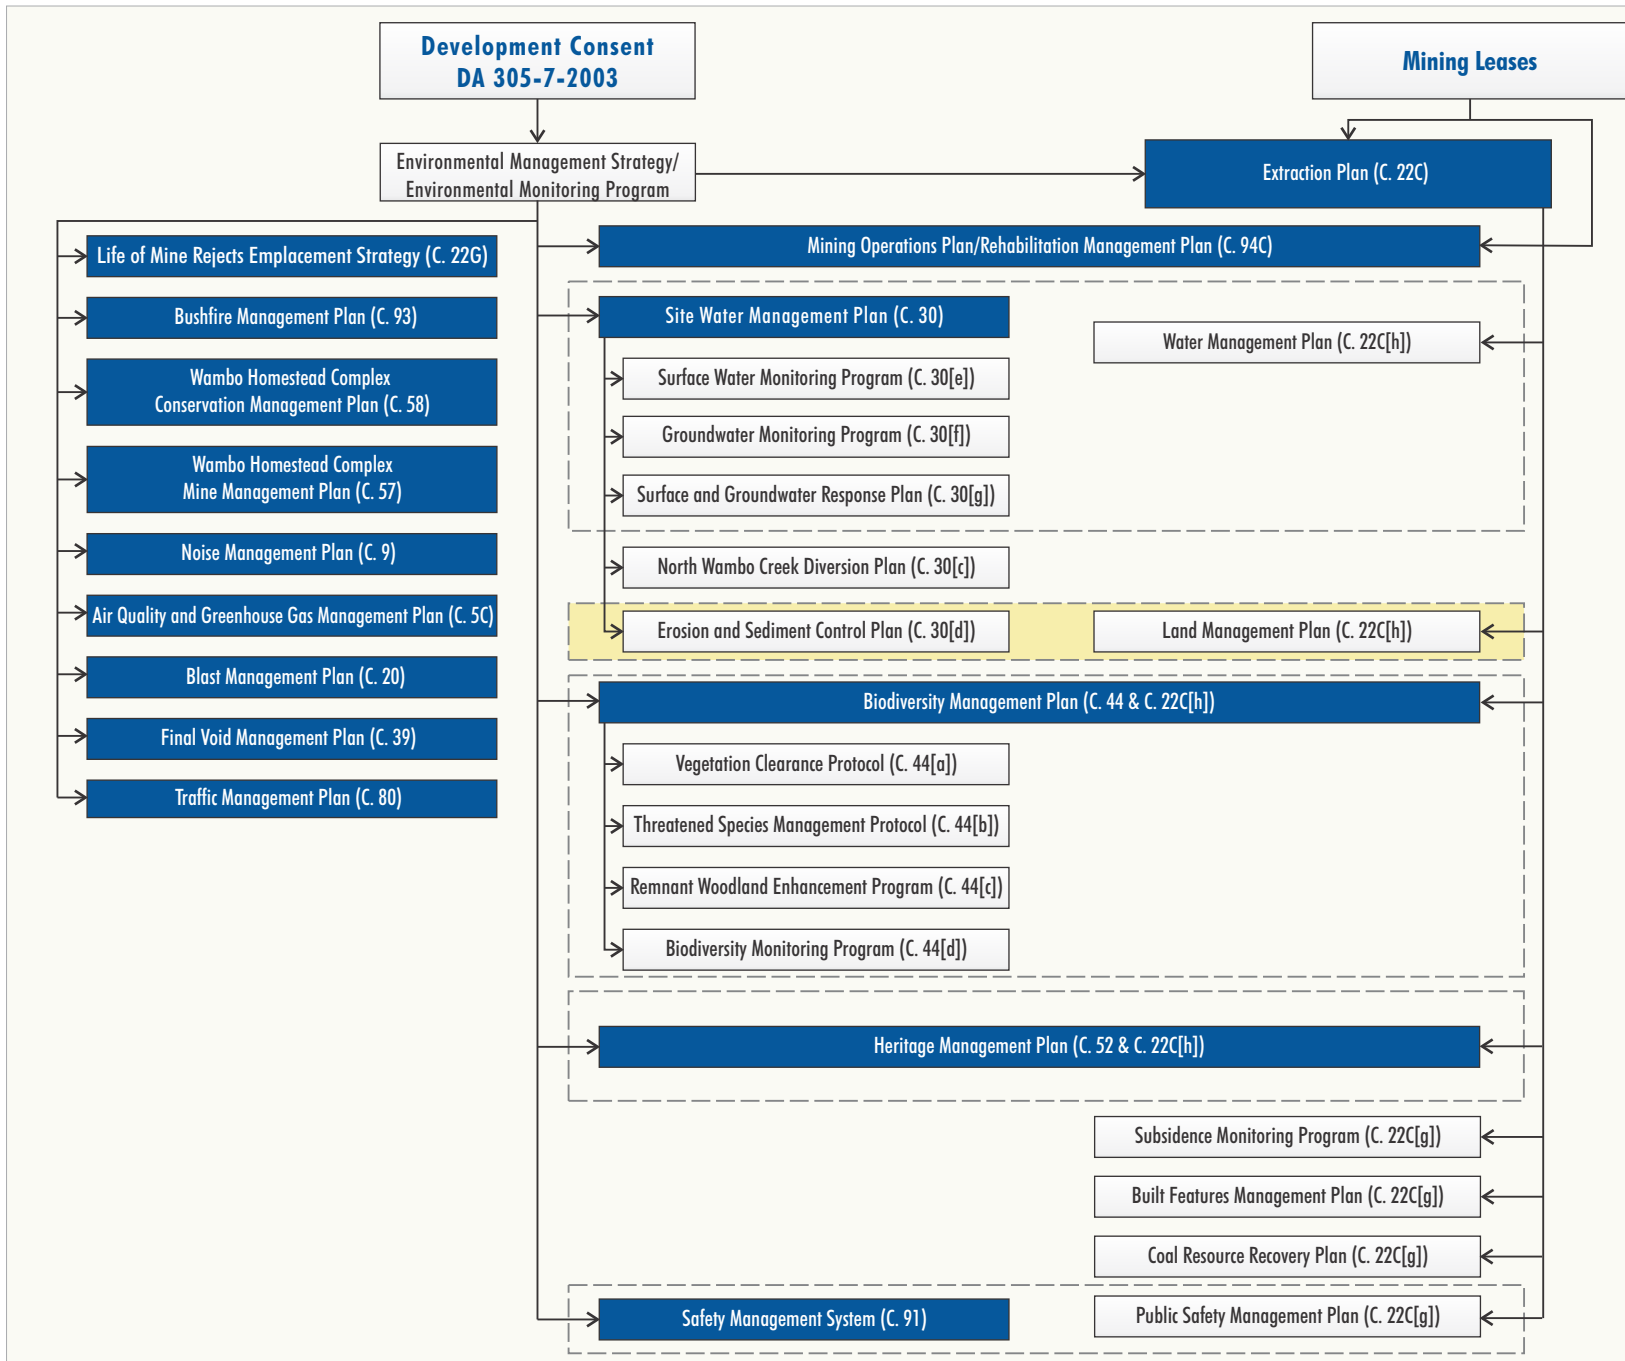 Development Consent
DA 305-7-2003
Mining Leases
Environmental Management Strategy/
Environmental Monitoring Program
Extraction Plan (C. 22C)
Life of Mine Rejects Emplacement Strategy (C. 22G)
Bushfire Management Plan (C. 93)
Wambo Homestead Complex
Conservation Management Plan (C. 58)
Wambo Homestead Complex
Mine Management Plan (C. 57)
Noise Management Plan (C. 9)
Air Quality and Greenhouse Gas Management Plan (C. 5C)
Blast Management Plan (C. 20)
Final Void Management Plan (C. 39)
Traffic Management Plan (C. 80)
Mining Operations Plan/Rehabilitation Management Plan (C. 94C)
Site Water Management Plan (C. 30)
Water Management Plan (C. 22C[h])
Surface Water Monitoring Program (C. 30[e])
Groundwater Monitoring Program (C. 30[f])
Surface and Groundwater Response Plan (C. 30[g])
North Wambo Creek Diversion Plan (C. 30[c])
Erosion and Sediment Control Plan (C. 30[d])
Land Management Plan (C. 22C[h])
Biodiversity Management Plan (C. 44 & C. 22C[h])
Vegetation Clearance Protocol (C. 44[a])
Threatened Species Management Protocol (C. 44[b])
Remnant Woodland Enhancement Program (C. 44[c])
Biodiversity Monitoring Program (C. 44[d])
Heritage Management Plan (C. 52 & C. 22C[h])
Subsidence Monitoring Program (C. 22C[g])
Built Features Management Plan (C. 22C[g])
Coal Resource Recovery Plan (C. 22C[g])
Safety Management System (C. 91)
Public Safety Management Plan (C. 22C[g])